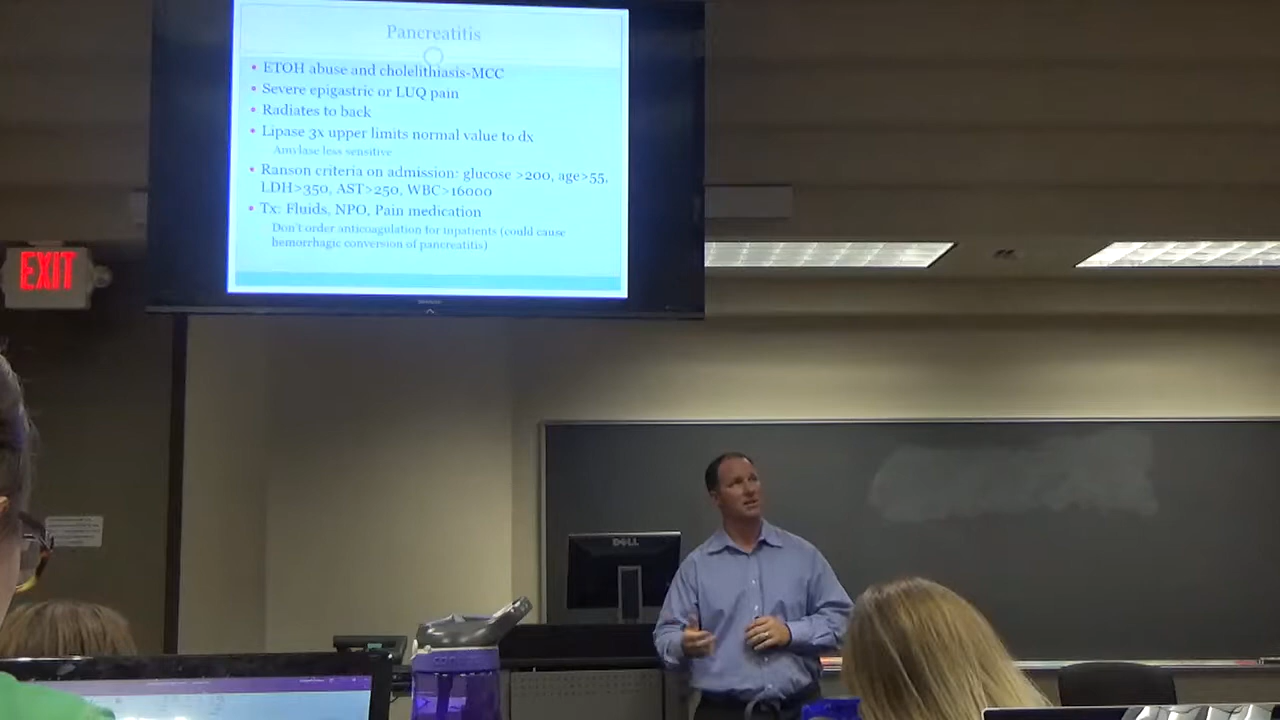 Pancreatitis
• ETOH abuse and cholelithiasis-MCC
• Severe epigastric or LUQ pain
• Radiates to back
• Lipase 3x upper limits normal value to dx
Amylase less sensitive
• Ranson criteria on admission: glucose >200, age>55,
LDH>350, AST>250, WBC>16000
• Tx: Fluids, NPO, Pain medication
Don't order anticoagulation for inpatients (could cause
hemorrhagic conversion of pancreatitis)
EXIT
DELL